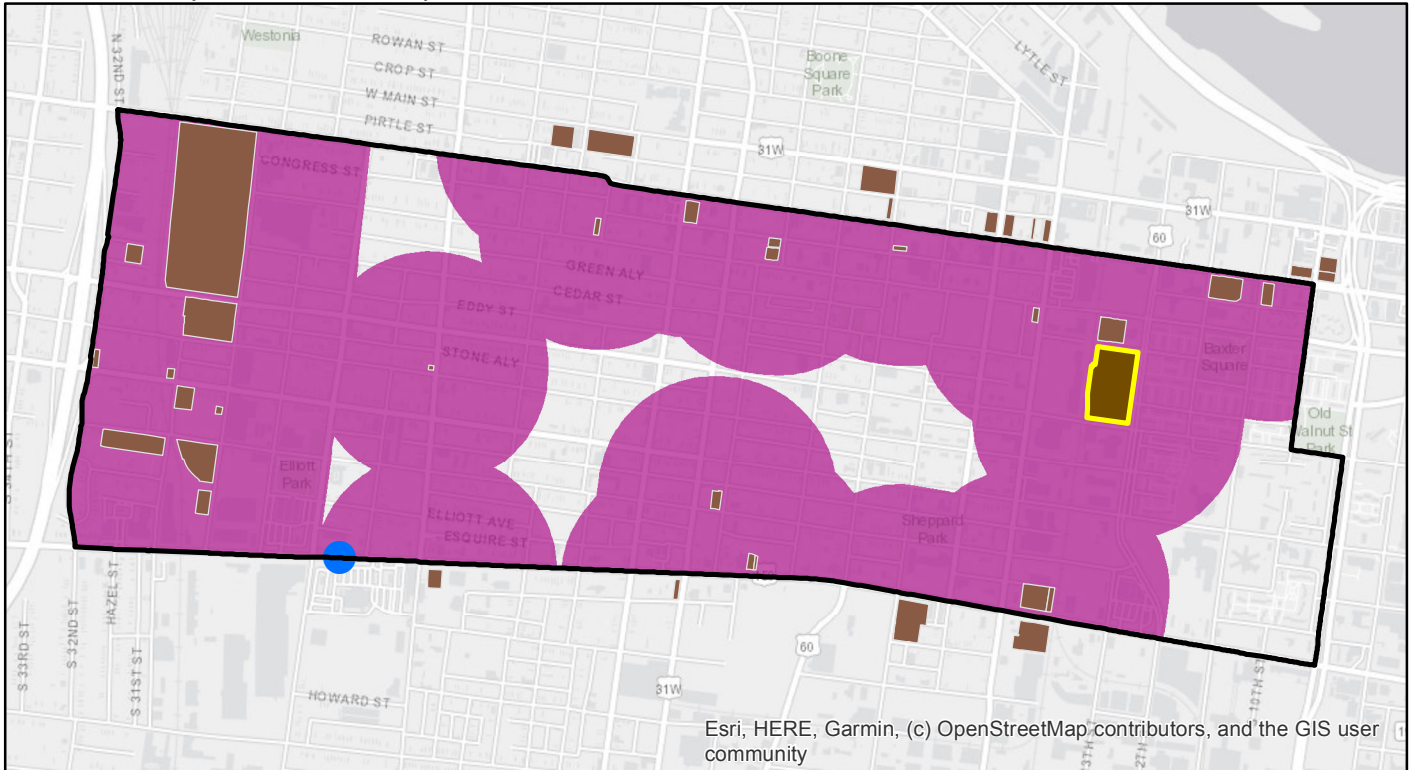 Westonia
ROWAN ST
CROP ST
W MAIN ST
PIRTLE ST
N 32ND ST
CONGRESS ST
Boone
Square
Park
LYTLE ST
31W
31W
60
GREEN ALY
CEDAR ST
EDDY ST
STONE ALY
Baxter
Square
Old
Walnut St
Park
Elliott
Park
ELLIOTT AVE
ESQUIRE ST
Sheppard
Park
HAZEL ST
S 32ND ST
S 33RD ST
S 31ST ST
HOWARD ST
60
31W
S 10TH ST
Esri, HERE, Garmin, (c) OpenStreetMap contributors, and the GIS user
community